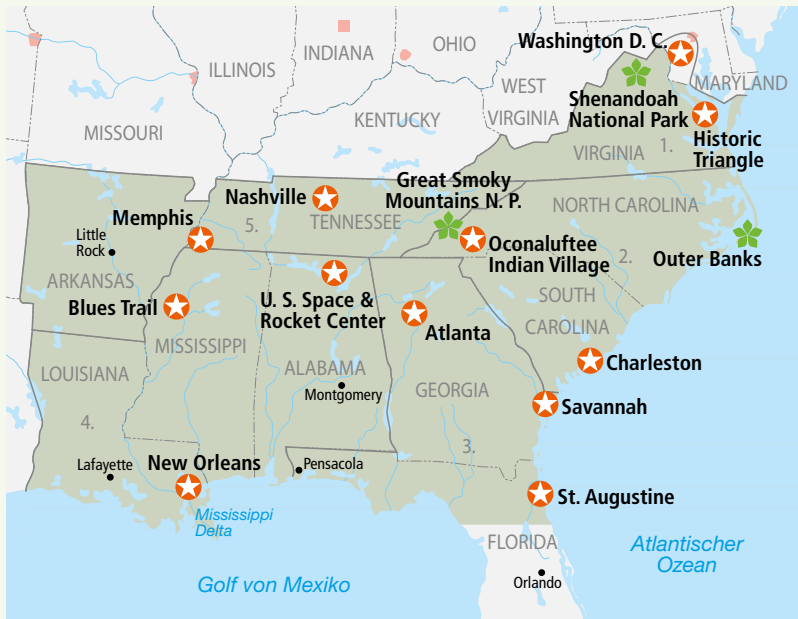 Washington D. C.
OHIO
INDIANA
ILLINOIS
WEST
VIRGINIA
MARYLAND
Shenandoah
National Park
KENTUCKY
MISSOURI
Historic
Triangle
1.
VIRGINIA
Great Smoky
Mountains N. P.
Nashville
TENNESSEE
5.
NORTH CAROLINA
Memphis
Little
Rock
Oconaluftee
Indian Village
2.
Outer Banks
ARKANSAS
Blues Trail
U. S. Space &
Rocket Center
SOUTH
CAROLINA
Atlanta
MISSISSIPPI
LOUISIANA
ALABAMA
Charleston
Montgomery
GEORGIA
Savannah
4.
3.
Lafayette
New Orleans
Pensacola
St. Augustine
Mississippi
Delta
FLORIDA
Atlantischer
Ozean
Golf von Mexiko
Orlando